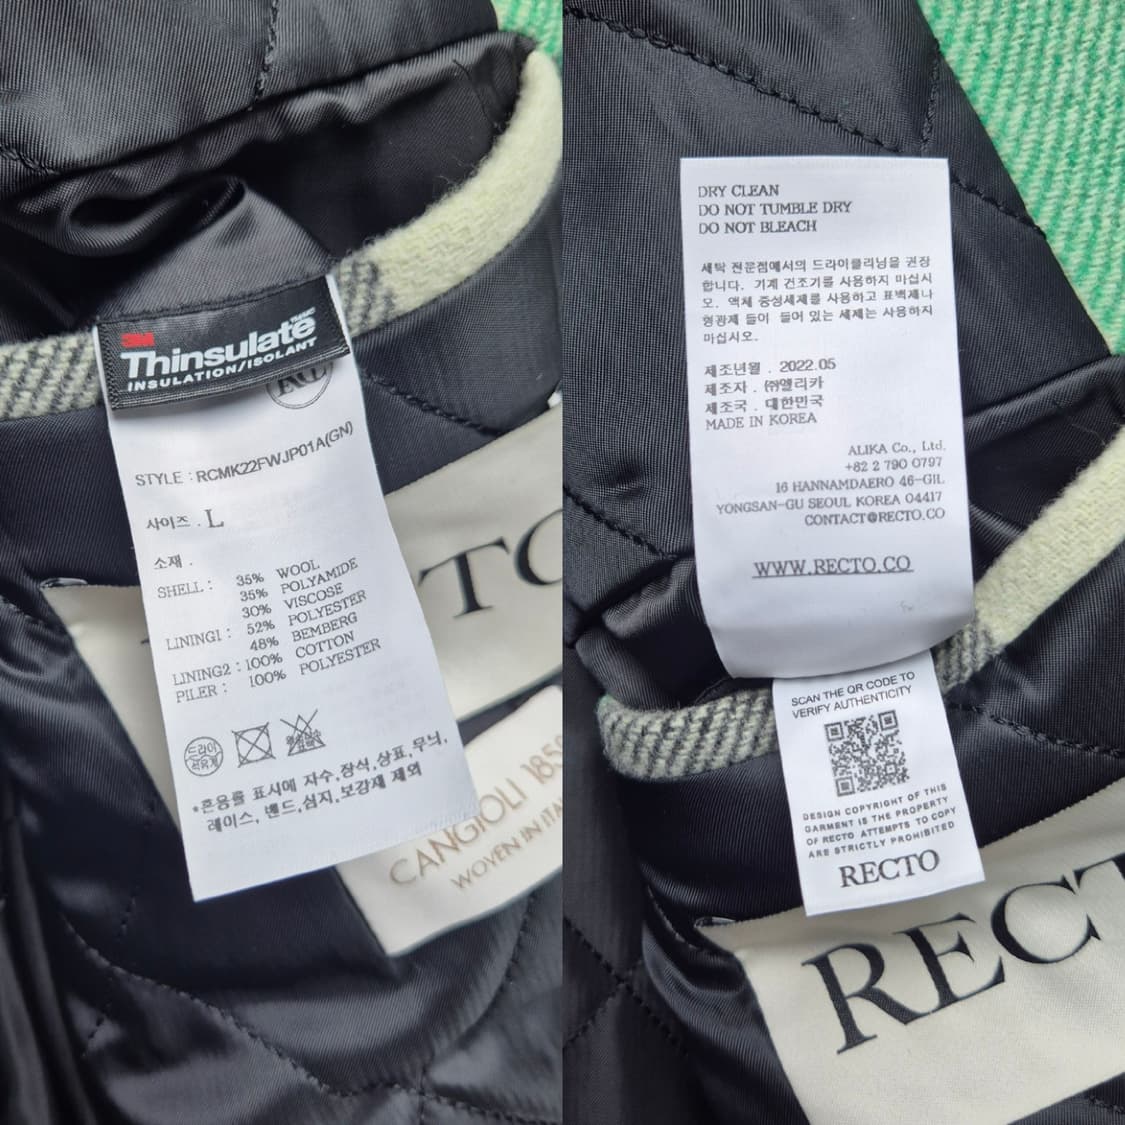 3M
Thinsulate
INSULATION/ISOLANT
STYLE : RCMK22FWJP01A(GN)
사이즈 . L
소재 .
SHELL : 35% WOOL
35% POLYAMIDE
30% VISCOSE
LINING1 : 52% POLYESTER
48% BEMBERG
LINING2 : 100% COTTON
PILER : 100% POLYESTER
드라이
석유계
*혼용률 표시에 자수,장식,상표,무늬,
레이스, 밴드,심지,보강재 제외
CANGIOLI 1859
WOVEN IN ITA
DRY CLEAN
DO NOT TUMBLE DRY
DO NOT BLEACH
세탁 전문점에서의 드라이클리닝을 권장
합니다. 기계 건조기를 사용하지 마십시
오. 액체 중성세제를 사용하고 표백제나
형광제 들이 들어 있는 세제는 사용하지
마십시오.
제조년월 . 2022.05
제조자 . ㈜앨리카
제조국 . 대한민국
MADE IN KOREA
ALIKA Co., Ltd.
+82 2 790 0797
16 HANNAMDAERO 46-GIL
YONGSAN-GU SEOUL KOREA 04417
CONTACT@RECTO.CO
WWW.RECTO.CO
SCAN THE QR CODE TO
VERIFY AUTHENTICITY
DESIGN COPYRIGHT OF THIS
GARMENT IS THE PROPERTY
OF RECTO ATTEMPTS TO COPY
ARE STRICTLY PROHIBITED
RECTO
RECT